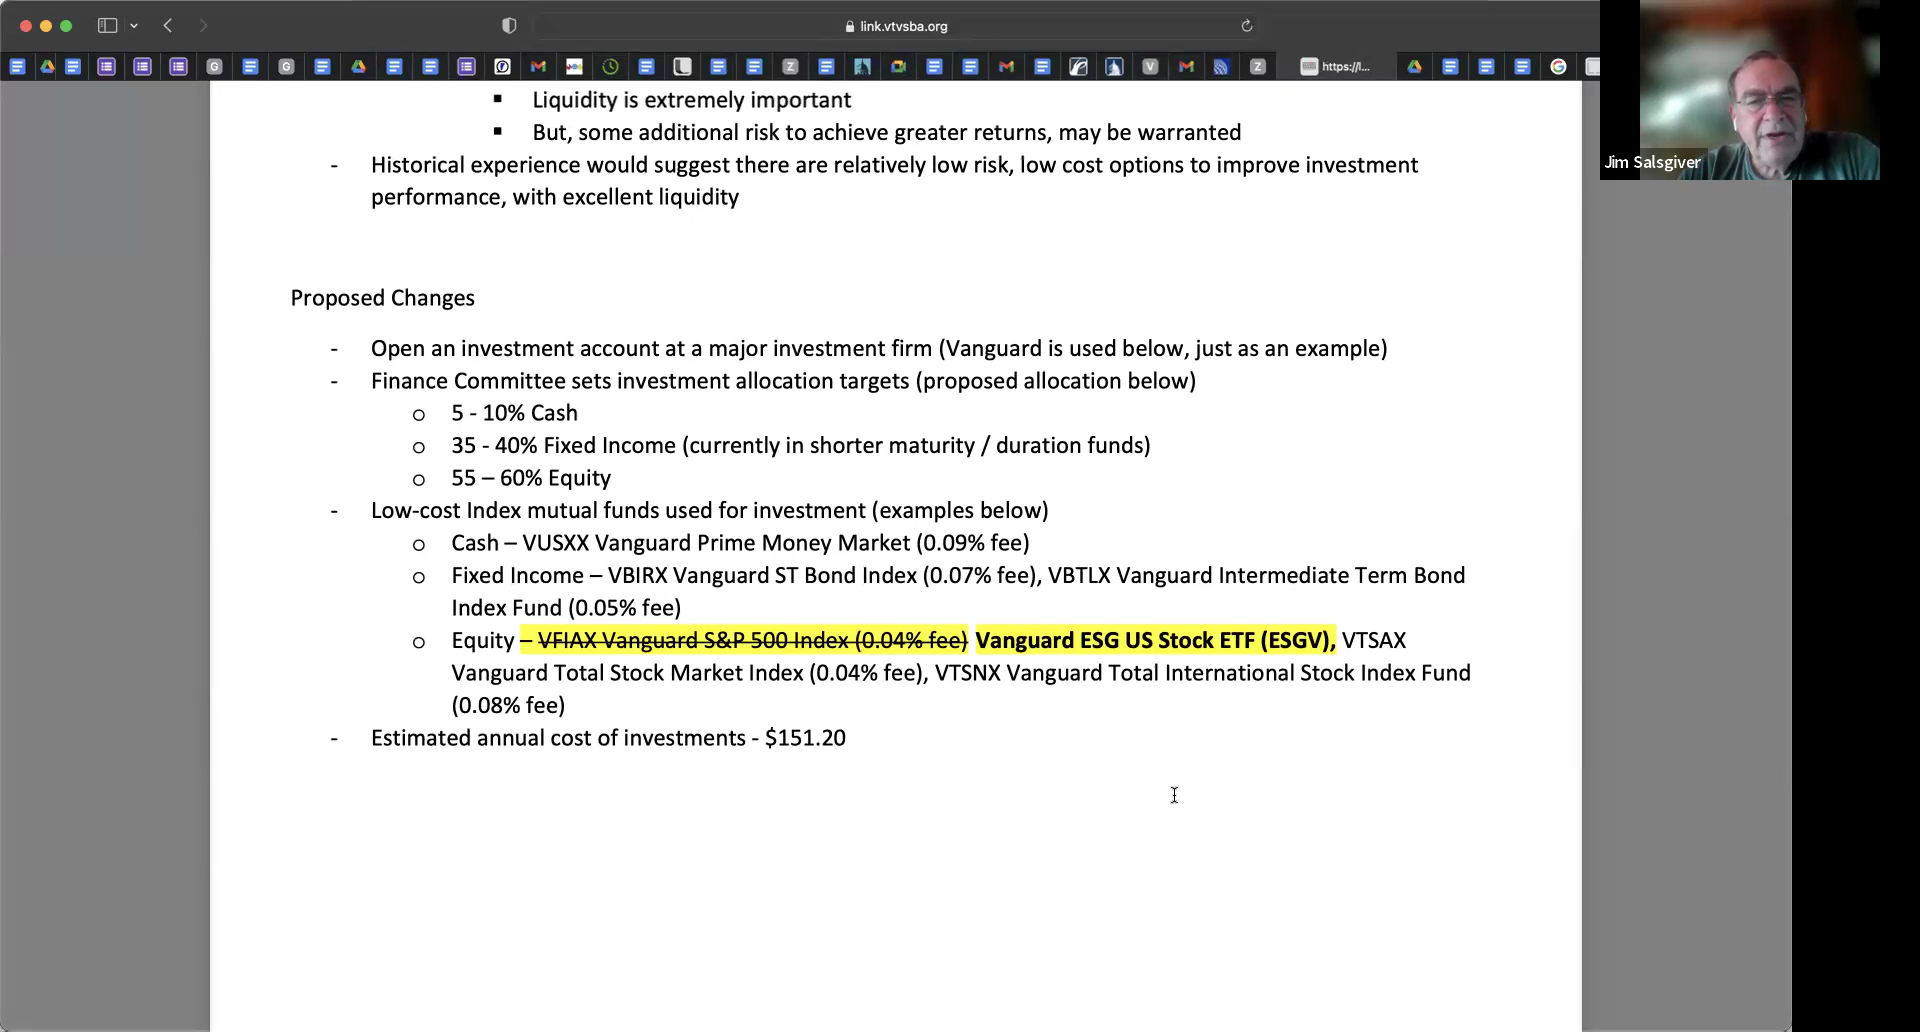 link.vtvsba.org
https://l...
Jim Salsgiver
▪ Liquidity is extremely important
▪ But, some additional risk to achieve greater returns, may be warranted
- Historical experience would suggest there are relatively low risk, low cost options to improve investment
performance, with excellent liquidity
Proposed Changes
- Open an investment account at a major investment firm (Vanguard is used below, just as an example)
- Finance Committee sets investment allocation targets (proposed allocation below)
o 5 - 10% Cash
o 35 - 40% Fixed Income (currently in shorter maturity / duration funds)
o 55 – 60% Equity
- Low-cost Index mutual funds used for investment (examples below)
o Cash – VUSXX Vanguard Prime Money Market (0.09% fee)
o Fixed Income – VBIRX Vanguard ST Bond Index (0.07% fee), VBTLX Vanguard Intermediate Term Bond
Index Fund (0.05% fee)
o Equity – VFIAX Vanguard S&P 500 Index (0.04% fee) Vanguard ESG US Stock ETF (ESGV), VTSAX
Vanguard Total Stock Market Index (0.04% fee), VTSNX Vanguard Total International Stock Index Fund
(0.08% fee)
- Estimated annual cost of investments - $151.20